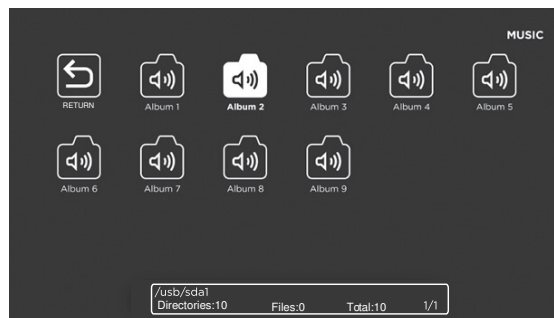 MUSIC
RETURN
Album 1
Album 2
Album 3
Album 4
Album 5
Album 6
Album 7
Album 8
Album 9
/usb/sda1
Directories:10 Files:0 Total:10 1/1